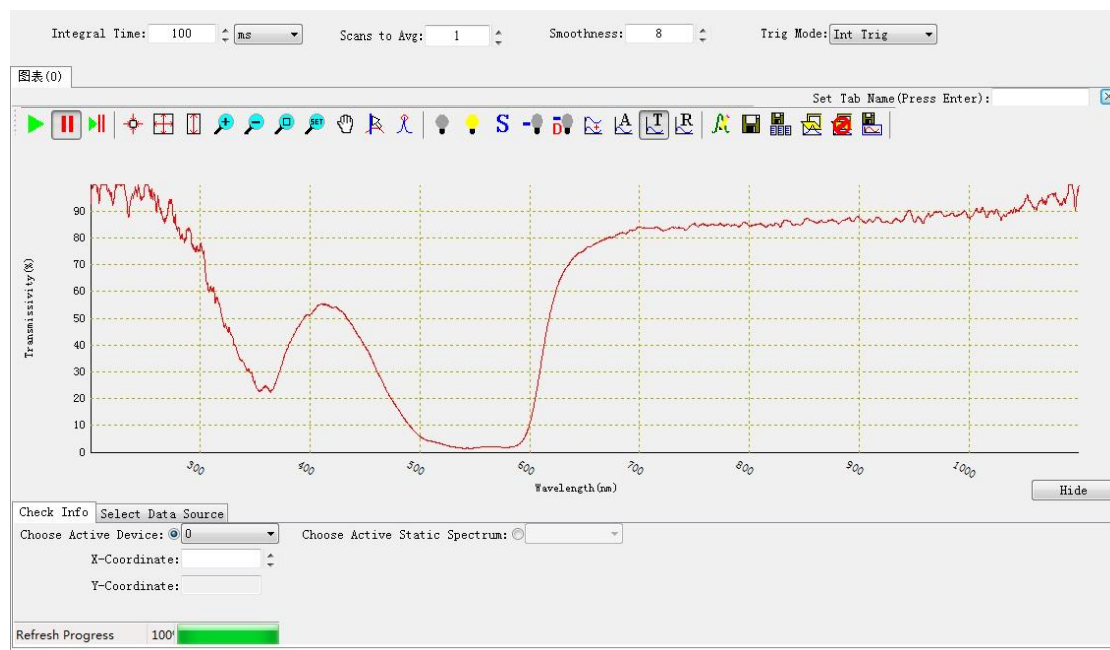 Integral Time: 100 ms Scans to Avg: 1 Smoothness: 8 Trig Mode: Int Trig
图表(0)
Set Tab Name(Press Enter):
SET S D A T R
Transmissivity(%)
90
80
70
60
50
40
30
20
10
0
300 400 500 600 700 800 900 1000
Wavelength(nm)
Hide
Check Info Select Data Source
Choose Active Device: 0 Choose Active Static Spectrum:
X-Coordinate:
Y-Coordinate:
Refresh Progress 100